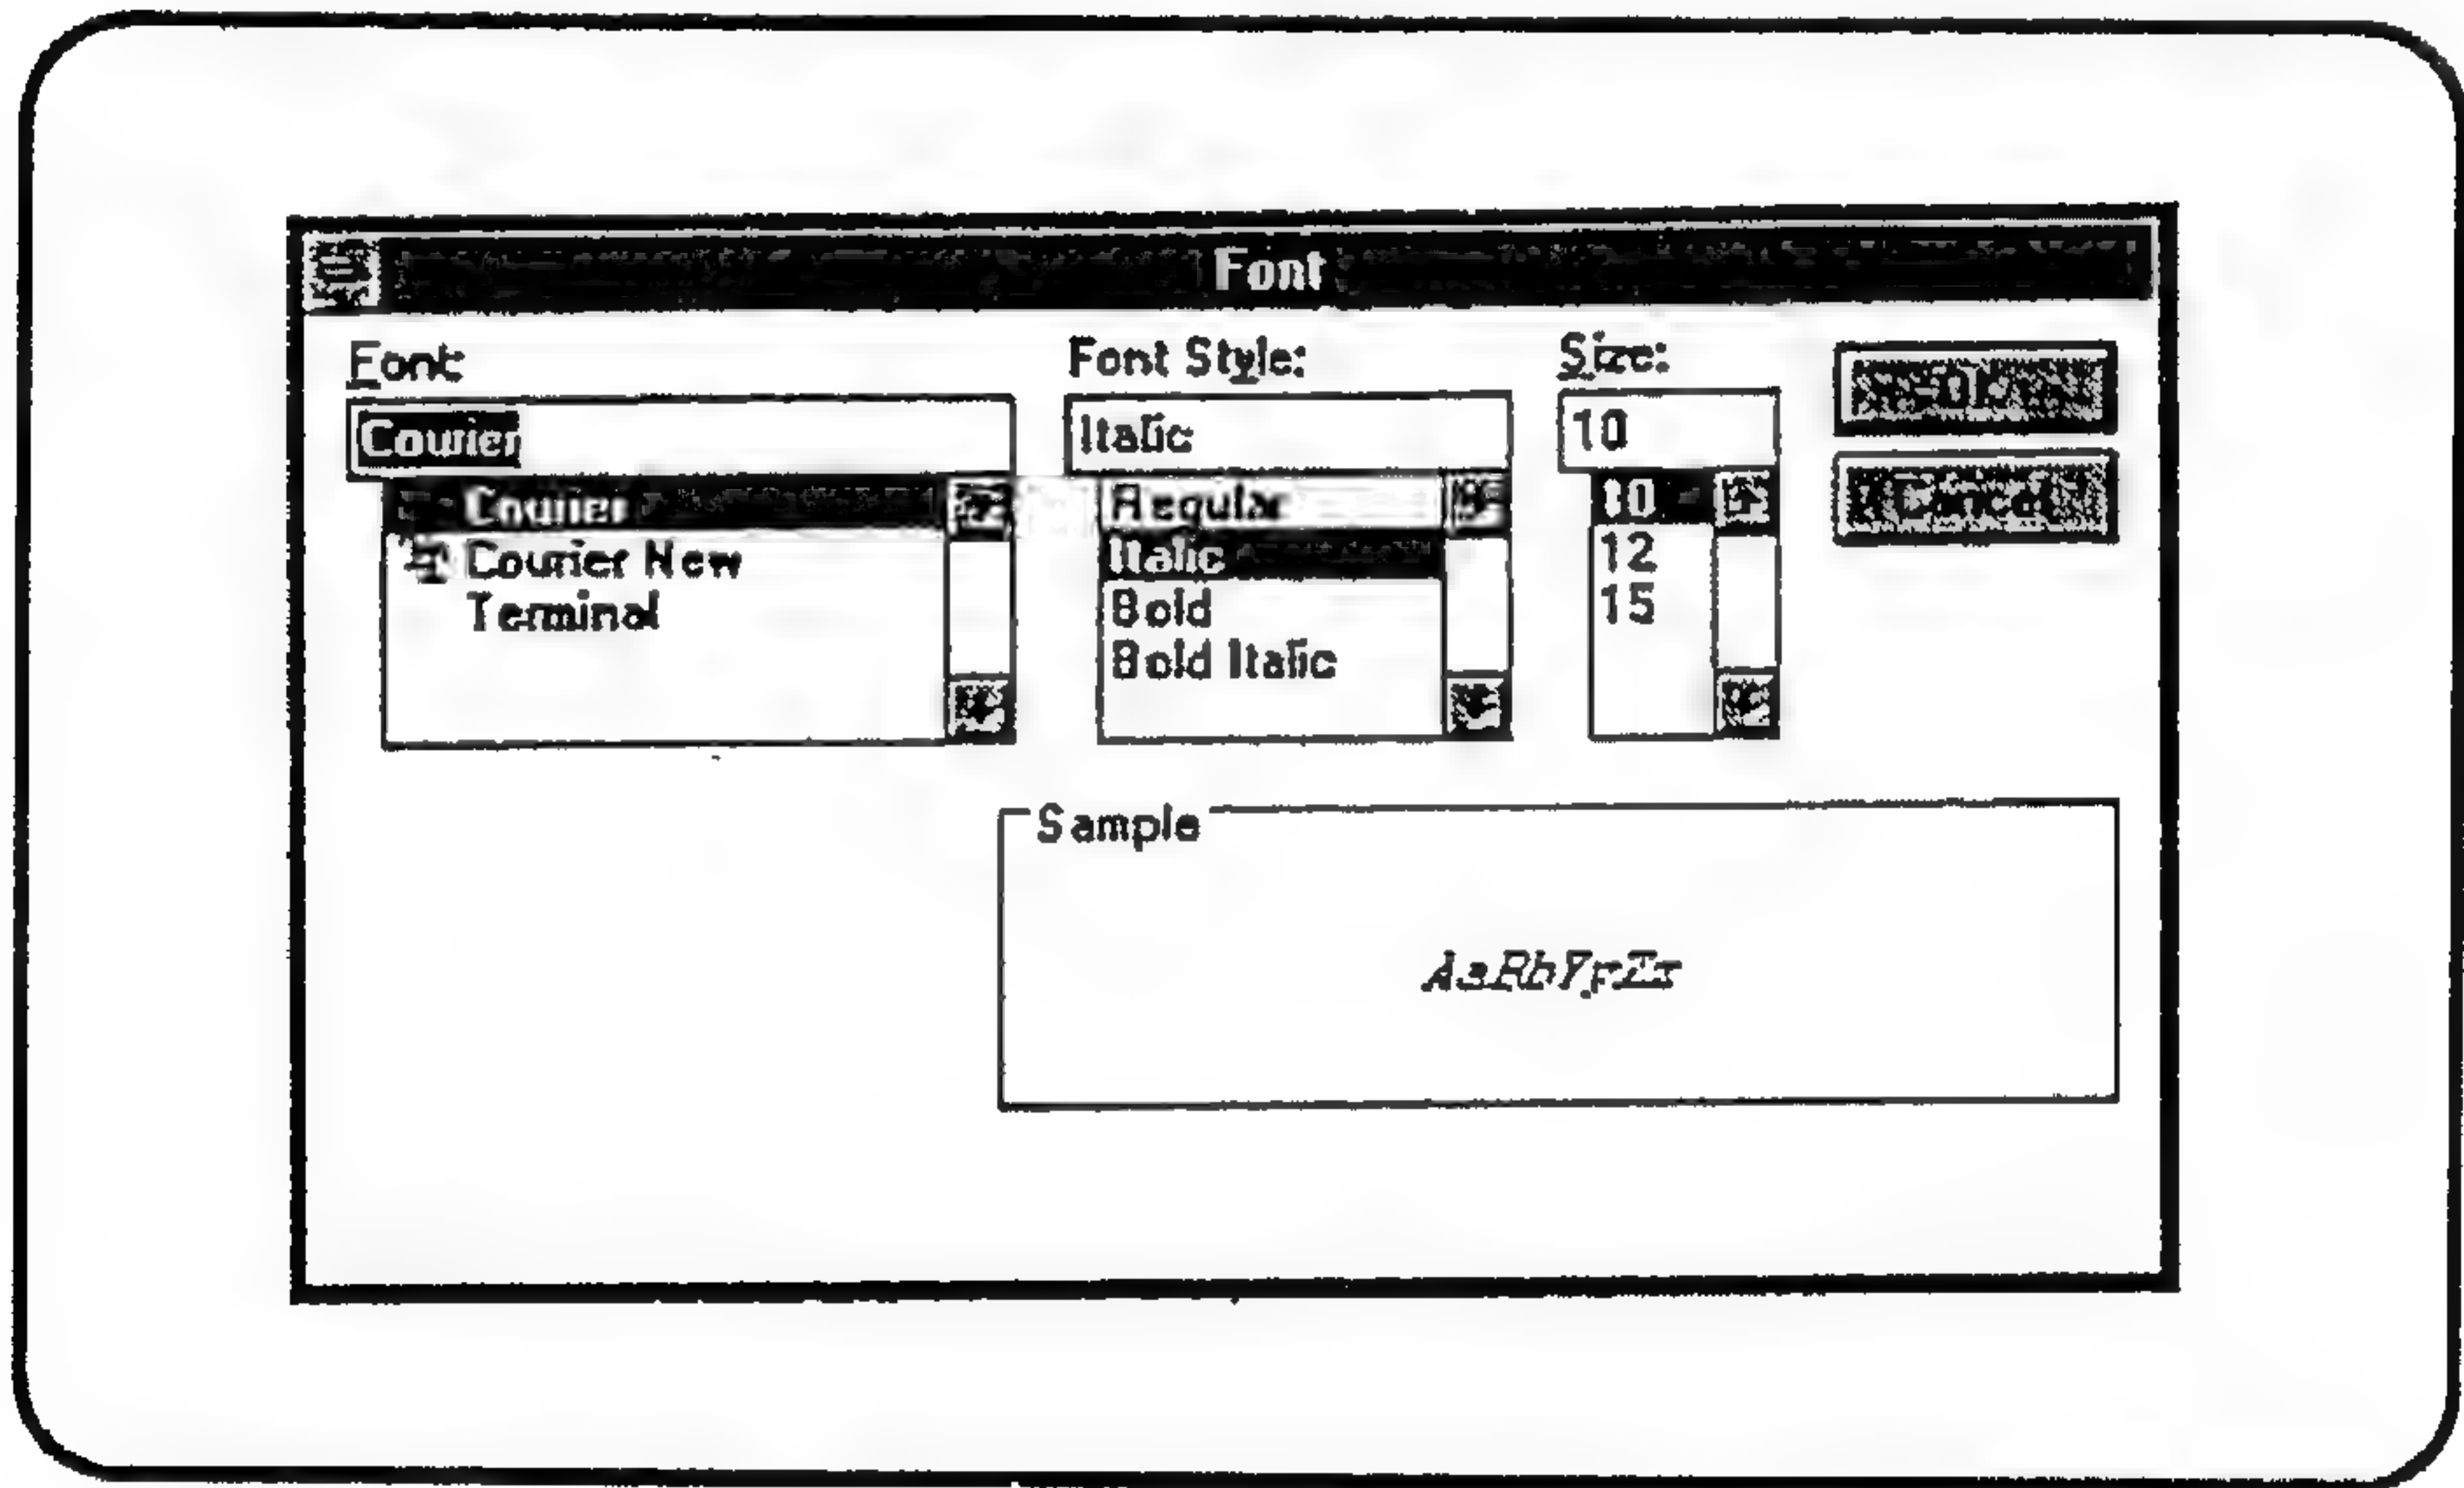 Font
Font:
Font Style:
Size:
Courier
Italic
10
Courier
Courier New
Terminal
Regular
Italic
Bold
Bold Italic
10
12
15
Cancel
Sample